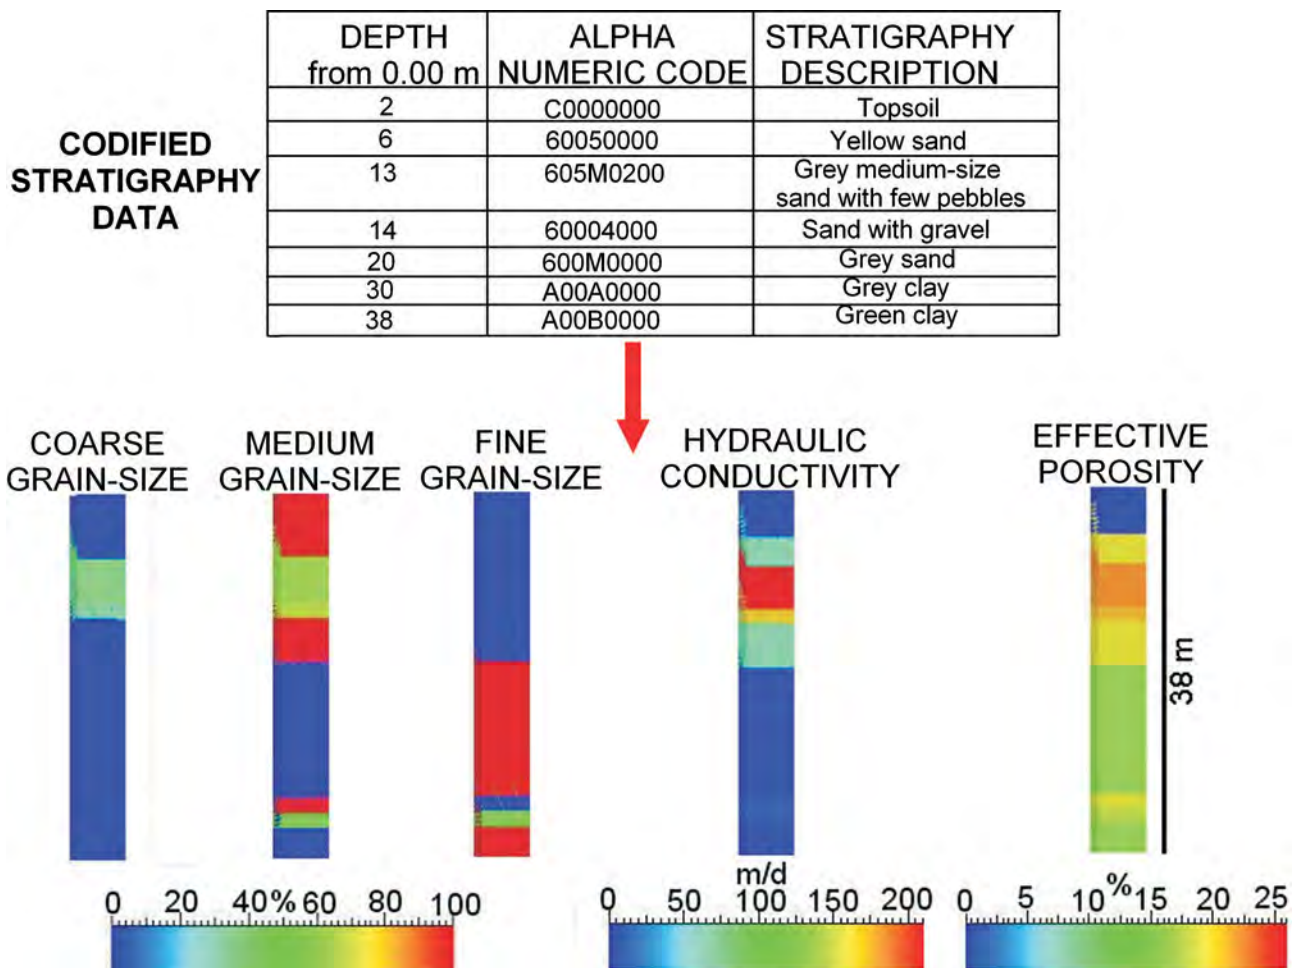 DEPTH from 0.00 m ALPHA NUMERIC CODE STRATIGRAPHY DESCRIPTION
CODIFIED STRATIGRAPHY DATA
2 C0000000 Topsoil
6 60050000 Yellow sand
13 605M0200 Grey medium-size sand with few pebbles
14 60004000 Sand with gravel
20 600M0000 Grey sand
30 A00A0000 Grey clay
38 A00B0000 Green clay
COARSE GRAIN-SIZE
MEDIUM GRAIN-SIZE
FINE GRAIN-SIZE
HYDRAULIC CONDUCTIVITY
EFFECTIVE POROSITY
38 m
0 20 40 % 60 80 100
m/d
0 50 100 150 200
0 5 10 % 15 20 25